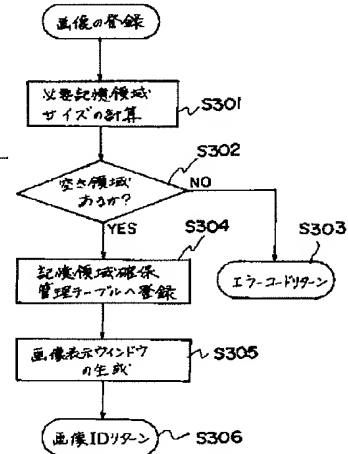 画像の登録
必要記憶領域
サイズの計算
S301
S302
空き領域
あるか?
NO
YES
S304
S303
記憶領域確保
管理テーブルへ登録
エラーコードリターン
画像表示ウィンドウ
の生成
S305
画像IDリターン
S306